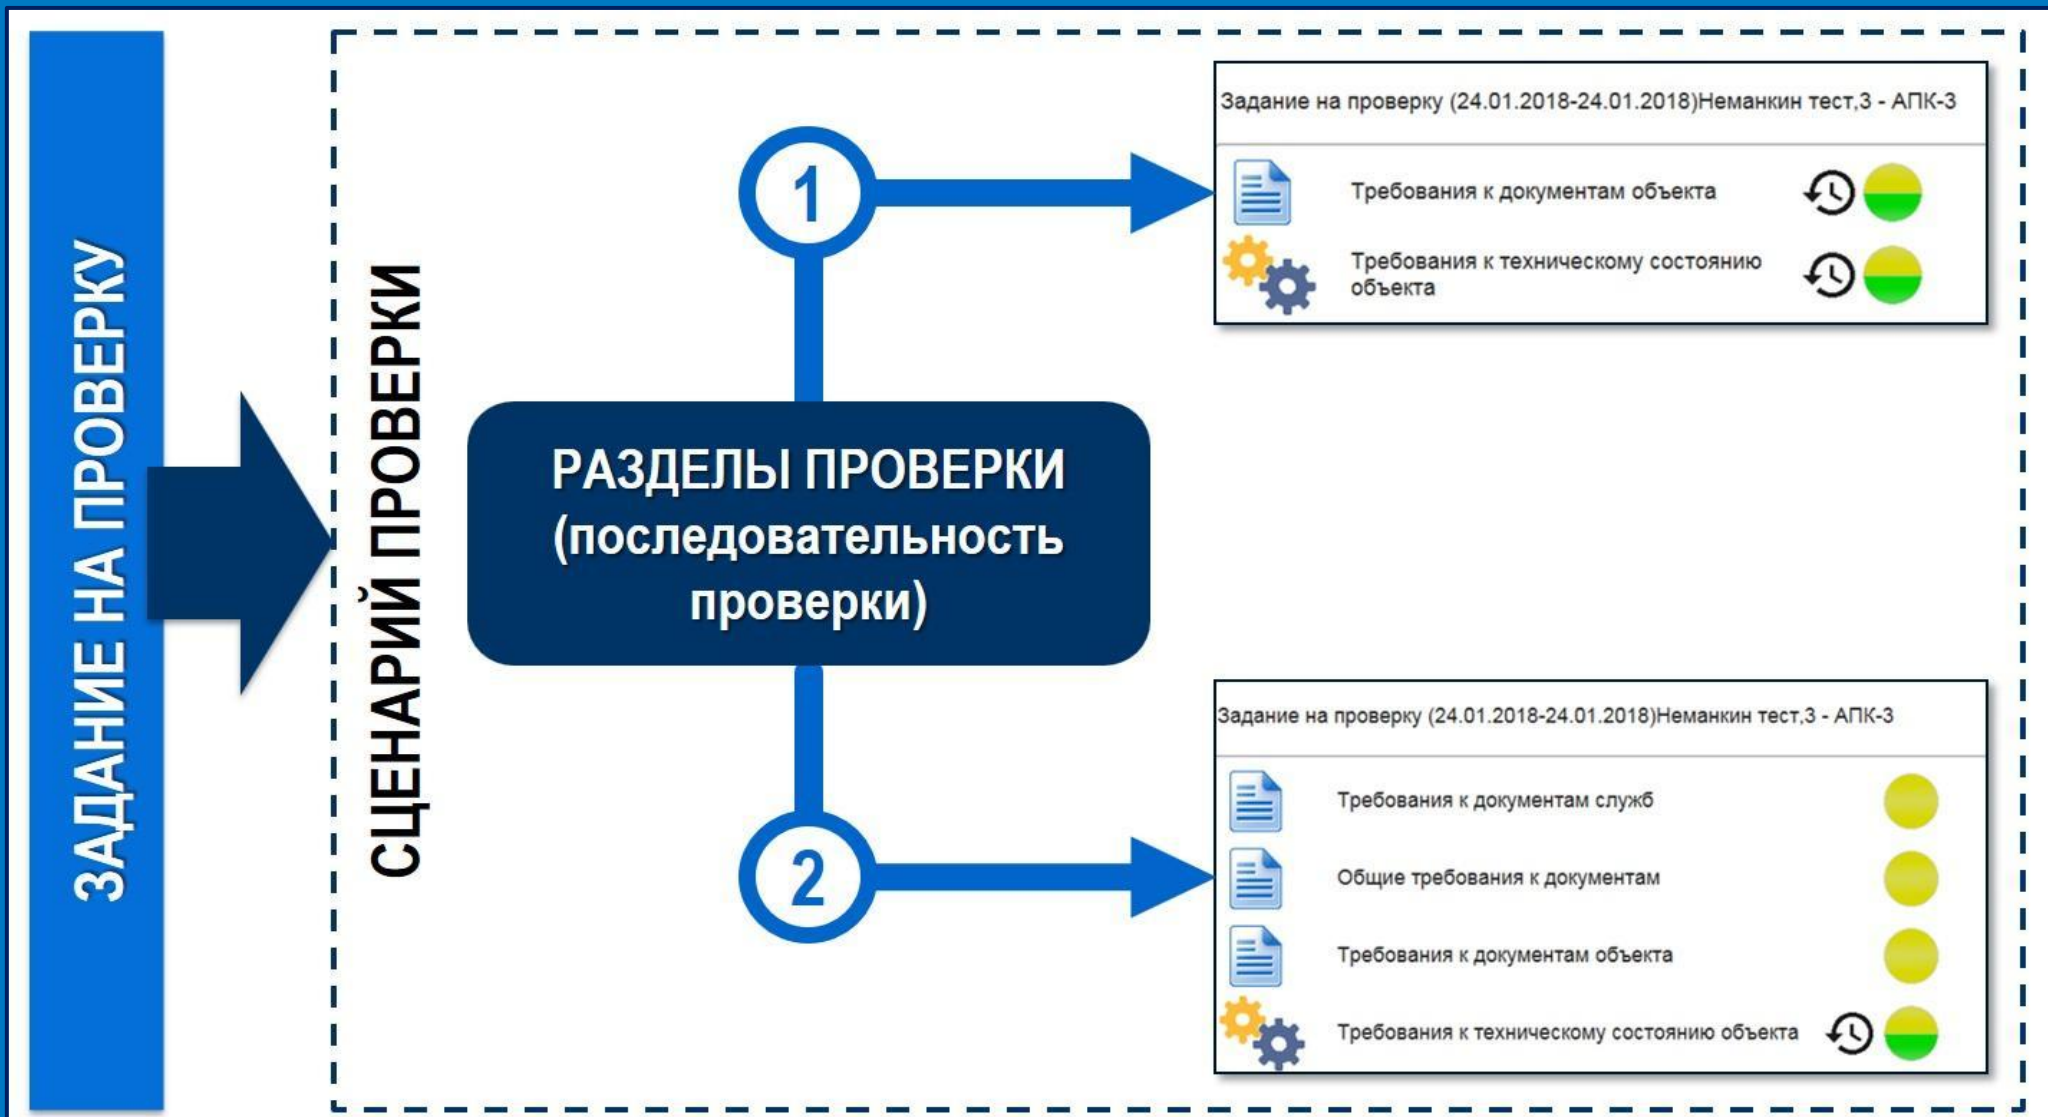 ЗАДАНИЕ НА ПРОВЕРКУ
СЦЕНАРИЙ ПРОВЕРКИ
РАЗДЕЛЫ ПРОВЕРКИ
(последовательность
проверки)
1
Задание на проверку (24.01.2018-24.01.2018)Неманкин тест,3 - АПК-3
Требования к документам объекта
Требования к техническому состоянию
объекта
2
Задание на проверку (24.01.2018-24.01.2018)Неманкин тест,3 - АПК-3
Требования к документам служб
Общие требования к документам
Требования к документам объекта
Требования к техническому состоянию объекта